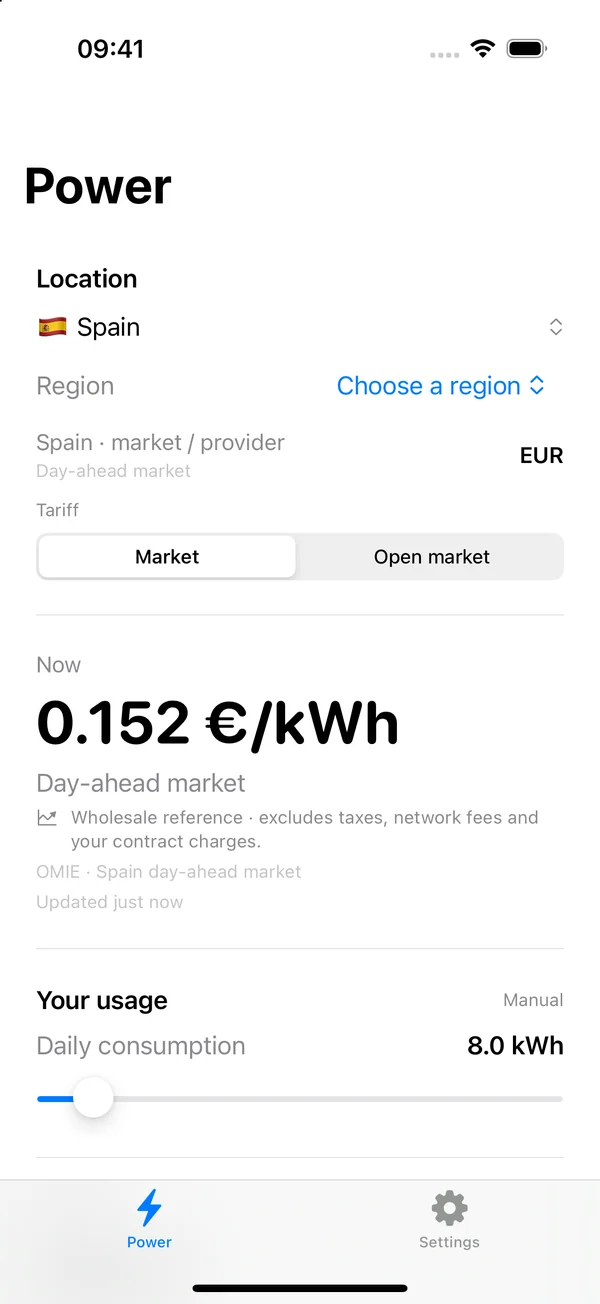 09:41
Power
Location
🇪🇸 Spain
Region
Choose a region
Spain · market / provider
Day-ahead market
EUR
Tariff
Market
Open market
Now
0.152 €/kWh
Day-ahead market
Wholesale reference · excludes taxes, network fees and
your contract charges.
OMIE · Spain day-ahead market
Updated just now
Your usage
Manual
Daily consumption
8.0 kWh
Power
Settings